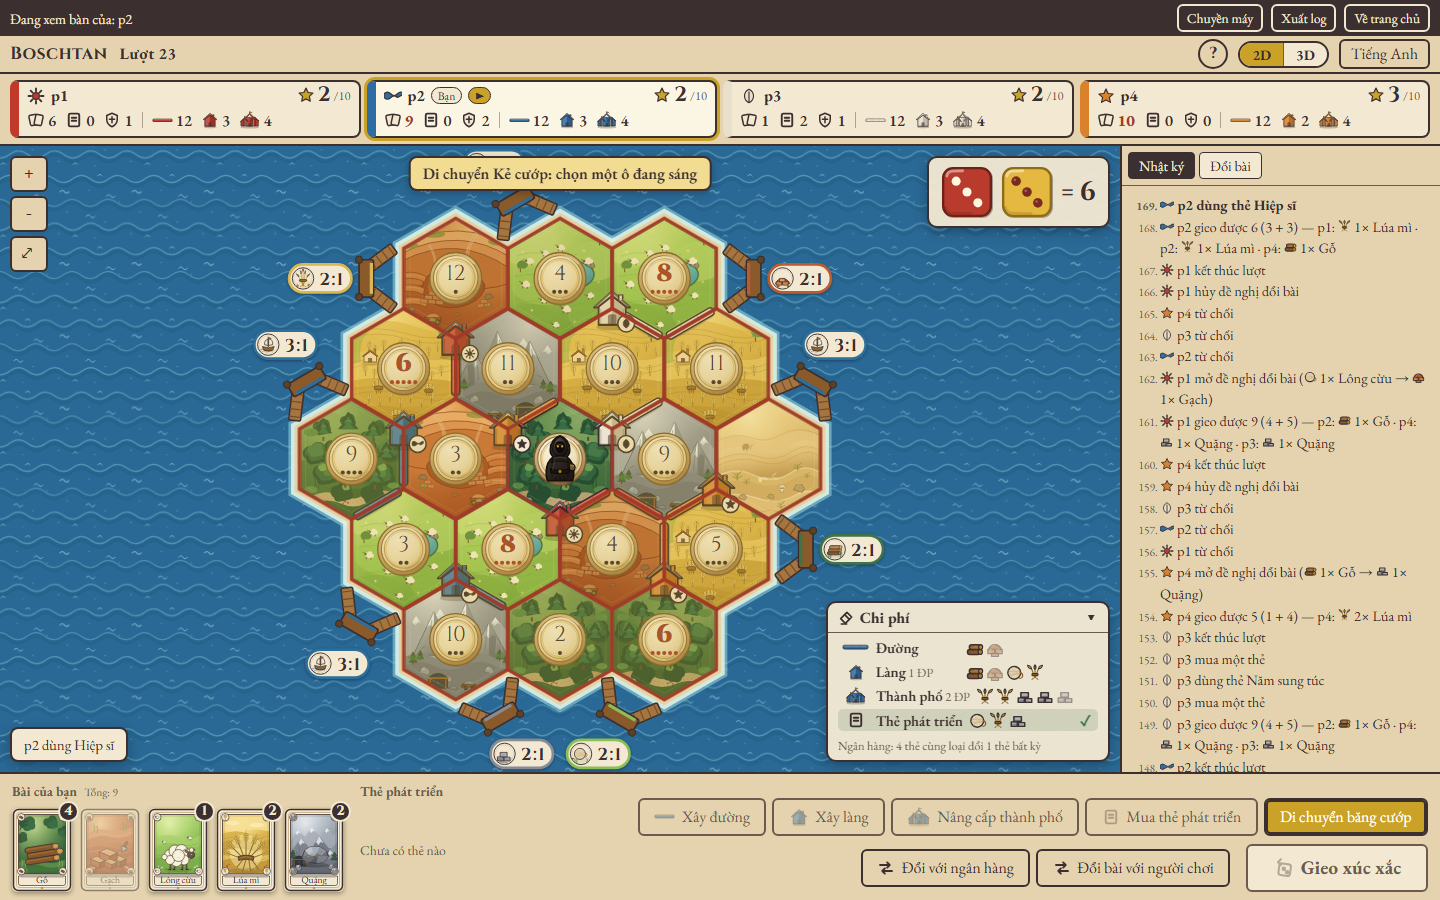 Đang xem bàn của: p2
Chuyền máy
Xuất log
Về trang chủ
BOSCHTAN Lượt 23
?
2D
3D
Tiếng Anh
p1
2/10
6 0 1 12 3 4
p2 Bạn
2/10
9 0 2 12 3 4
p3
2/10
1 2 1 12 3 4
p4
3/10
10 0 0 12 2 4
+
-
Di chuyển Kẻ cướp: chọn một ô đang sáng
= 6
2:1
2:1
12 4 8
3:1
3:1
6 11 10 11
9 3 9
3 8 4 5
2:1
10 2 6
3:1
2:1
2:1
p2 dùng Hiệp sĩ
Chi phí
Đường
Làng 1 ĐP
Thành phố 2 ĐP
Thẻ phát triển
Ngân hàng: 4 thẻ cùng loại đổi 1 thẻ bất kỳ
Nhật ký
Đổi bài
169. p2 dùng thẻ Hiệp sĩ
168. p2 gieo được 6 (3 + 3) — p1: 1× Lúa mì ·
p2: 1× Lúa mì · p4: 1× Gỗ
167. p1 kết thúc lượt
166. p1 hủy đề nghị đổi bài
165. p4 từ chối
164. p3 từ chối
163. p2 từ chối
162. p1 mở đề nghị đổi bài (1× Lông cừu →
1× Gạch)
161. p1 gieo được 9 (4 + 5) — p2: 1× Gỗ · p4:
1× Quặng · p3: 1× Quặng
160. p4 kết thúc lượt
159. p4 hủy đề nghị đổi bài
158. p3 từ chối
157. p2 từ chối
156. p1 từ chối
155. p4 mở đề nghị đổi bài (1× Gỗ → 1×
Quặng)
154. p4 gieo được 5 (1 + 4) — p4: 2× Lúa mì
153. p3 kết thúc lượt
152. p3 mua một thẻ
151. p3 dùng thẻ Năm sung túc
150. p3 mua một thẻ
149. p3 gieo được 9 (4 + 5) — p2: 1× Gỗ · p4:
1× Quặng · p3: 1× Quặng
148. p2 kết thúc lượt
Bài của bạn Tổng: 9
4
Gỗ
Gạch
1
Lông cừu
2
Lúa mì
2
Quặng
Thẻ phát triển
Chưa có thẻ nào
Xây đường
Xây làng
Nâng cấp thành phố
Mua thẻ phát triển
Di chuyển băng cướp
Đổi với ngân hàng
Đổi bài với người chơi
Gieo xúc xắc